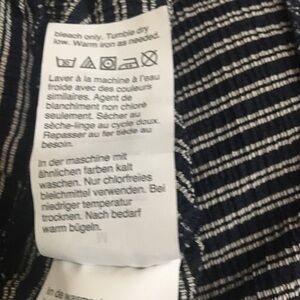 bleach only. Tumble dry
low. Warm iron as needed.
Laver à la machine à l'eau
froide avec des couleurs
similaires. Agent de
blanchiment non chloré
seulement. Sécher au
sèche-linge au cycle doux.
Repasser au fer tiède au
besoin.
In der maschine mit
ähnlichen farben kalt
waschen. Nur chlorfreies
bleichmittel verwenden. Bei
niedriger temperatur
trocknen. Nach bedarf
warm bügeln.